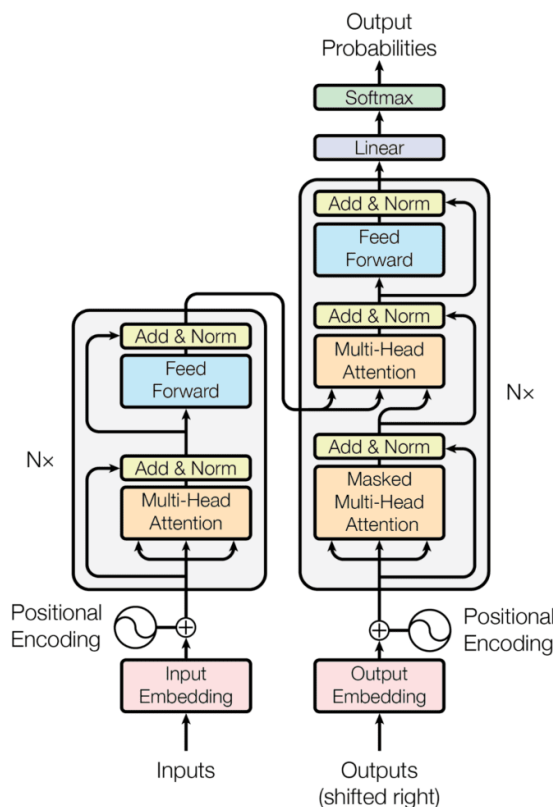 Output
Probabilities
Softmax
Linear
Add & Norm
Feed
Forward
Add & Norm
Multi-Head
Attention
Add & Norm
Masked
Multi-Head
Attention
N×
Add & Norm
Feed
Forward
Add & Norm
Multi-Head
Attention
N×
Positional
Encoding
Positional
Encoding
Input
Embedding
Output
Embedding
Inputs
Outputs
(shifted right)